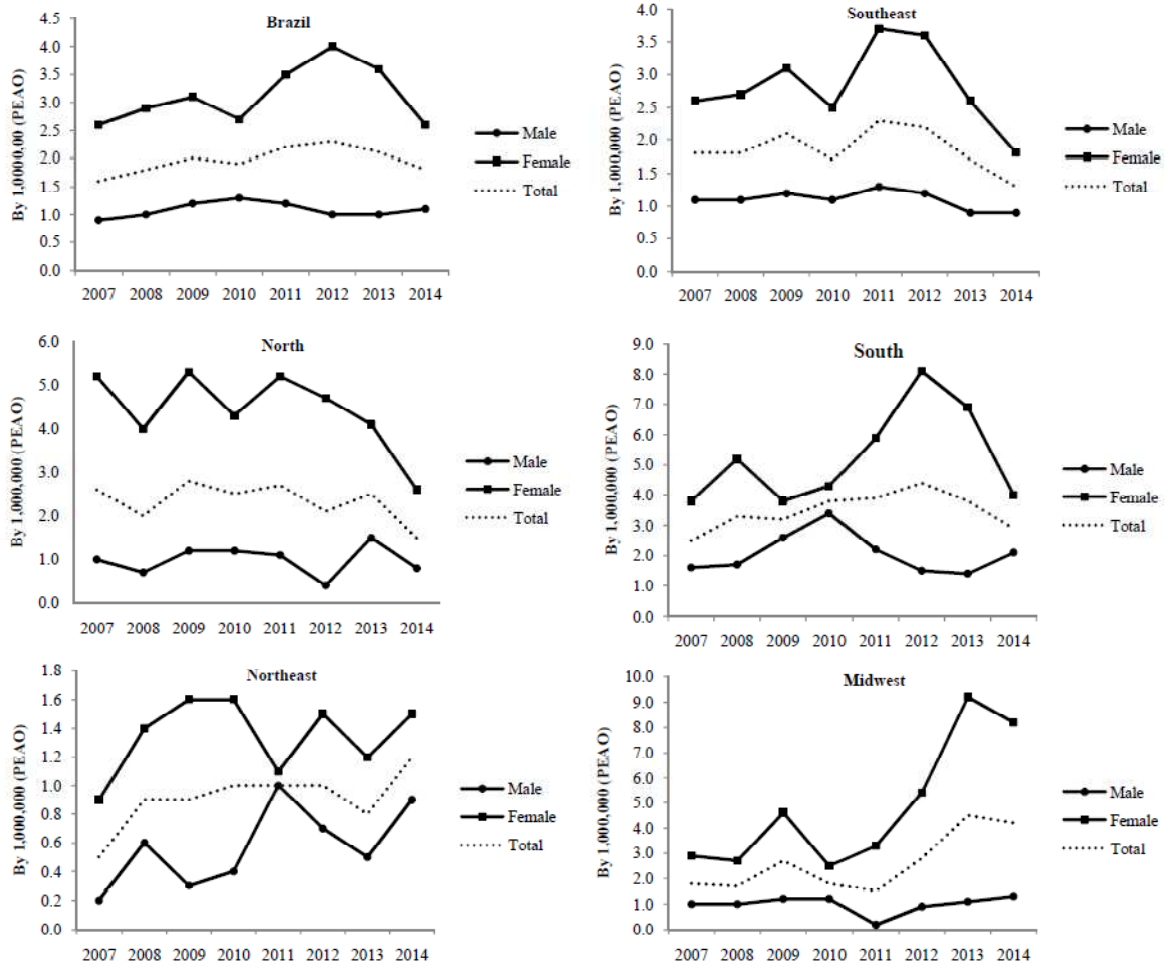 Brazil
By 1,0000,00 (PEAO)
4.5
4.0
3.5
3.0
2.5
2.0
1.5
1.0
0.5
0.0
2007 2008 2009 2010 2011 2012 2013 2014
Male
Female
Total
Southeast
By 1,000,000 (PEAO)
4.0
3.5
3.0
2.5
2.0
1.5
1.0
0.5
0.0
2007 2008 2009 2010 2011 2012 2013 2014
Male
Female
Total
North
By 1,000,000 (PEAO)
6.0
5.0
4.0
3.0
2.0
1.0
0.0
2007 2008 2009 2010 2011 2012 2013 2014
Male
Female
Total
South
By 1,000,000 (PEAO)
9.0
8.0
7.0
6.0
5.0
4.0
3.0
2.0
1.0
0.0
2007 2008 2009 2010 2011 2012 2013 2014
Male
Female
Total
Northeast
By 1,000,000 (PEAO)
1.8
1.6
1.4
1.2
1.0
0.8
0.6
0.4
0.2
0.0
2007 2008 2009 2010 2011 2012 2013 2014
Male
Female
Total
Midwest
By 1,000,000 (PEAO)
10.0
9.0
8.0
7.0
6.0
5.0
4.0
3.0
2.0
1.0
0.0
2007 2008 2009 2010 2011 2012 2013 2014
Male
Female
Total